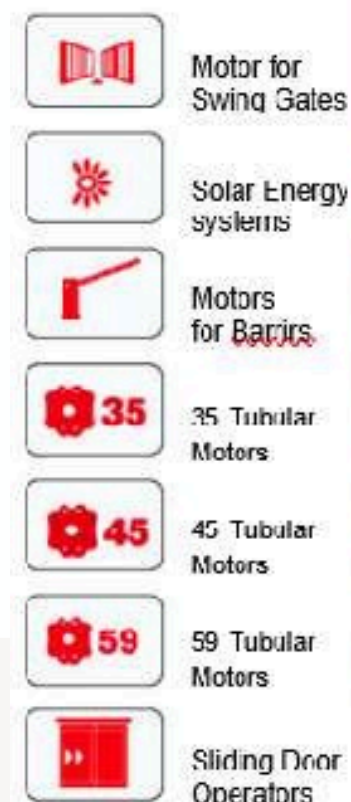 Motor for
Swing Gates
Solar Energy
systems
Motors
for Barrirs
35
35 Tubular
Motors
45
45 Tubular
Motors
59
59 Tubular
Motors
Sliding Door
Operators